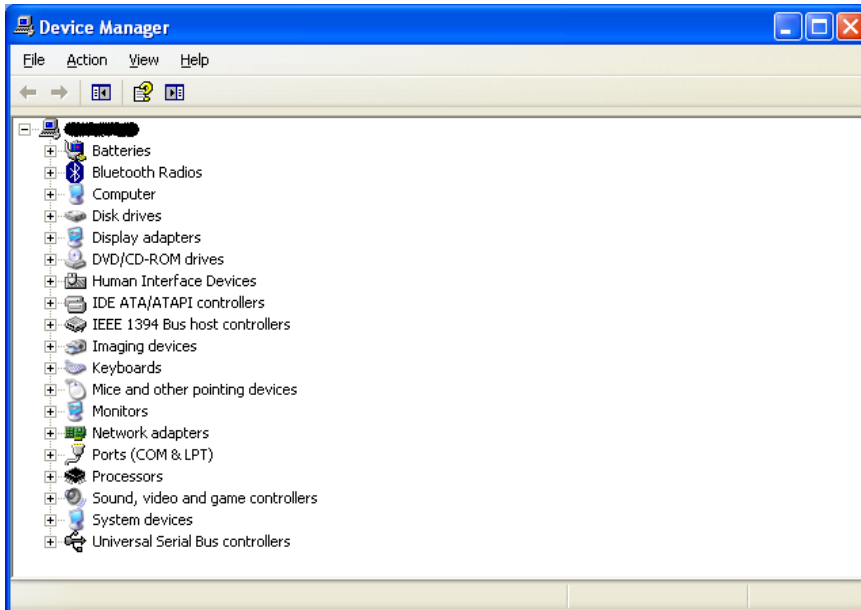 Device Manager
File Action View Help
Batteries
Bluetooth Radios
Computer
Disk drives
Display adapters
DVD/CD-ROM drives
Human Interface Devices
IDE ATA/ATAPI controllers
IEEE 1394 Bus host controllers
Imaging devices
Keyboards
Mice and other pointing devices
Monitors
Network adapters
Ports (COM & LPT)
Processors
Sound, video and game controllers
System devices
Universal Serial Bus controllers